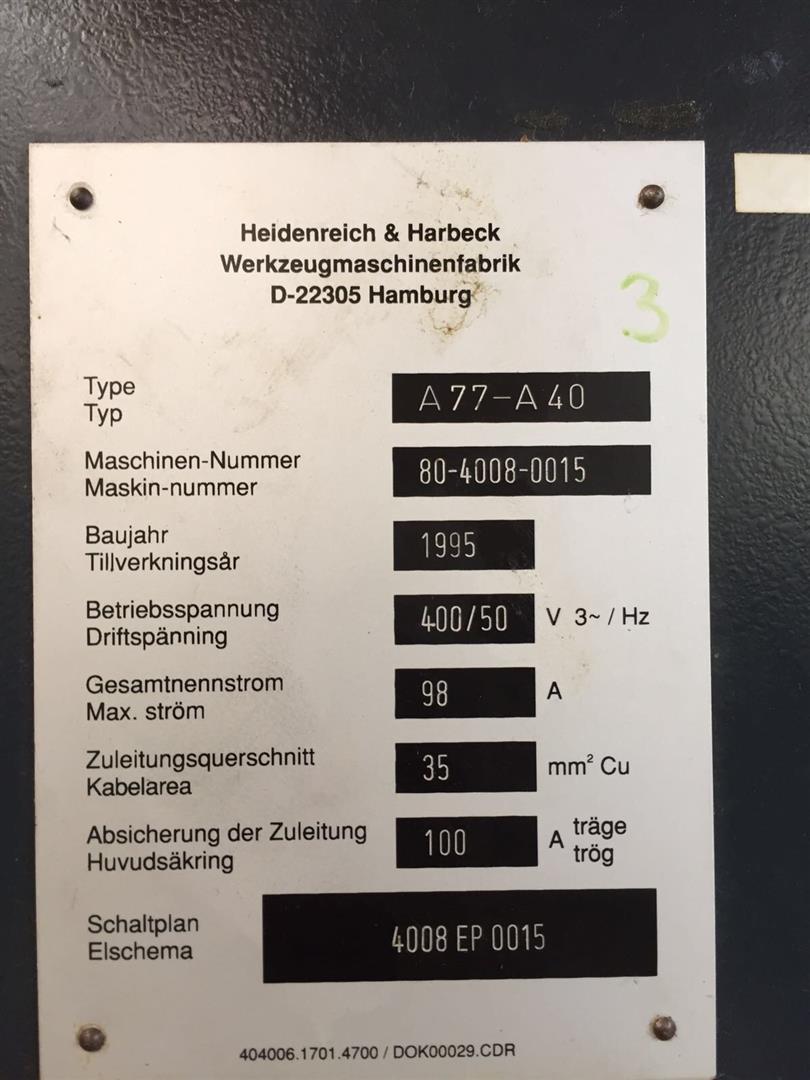 Heidenreich & Harbeck
Werkzeugmaschinenfabrik
D-22305 Hamburg
3
Type
Typ
A77-A40
Maschinen-Nummer
Maskin-nummer
80-4008-0015
Baujahr
Tillverkningsår
1995
Betriebsspannung
Driftspänning
400/50 V 3~ / Hz
Gesamtnennstrom
Max. ström
98 A
Zuleitungsquerschnitt
Kabelarea
35 mm² Cu
Absicherung der Zuleitung
Huvudsäkring
100 A träge
trög
Schaltplan
Elschema
4008 EP 0015
404006.1701.4700 / DOK00029.CDR